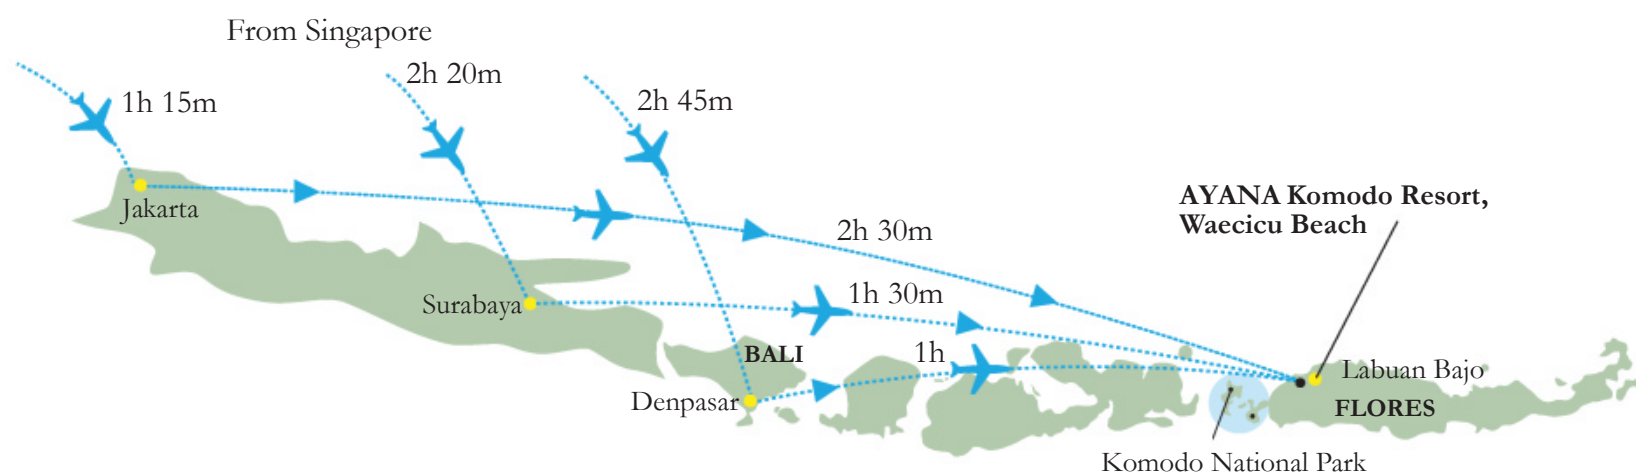 From Singapore
1h 15m
2h 20m
2h 45m
Jakarta
AYANA Komodo Resort,
Waecicu Beach
2h 30m
Surabaya
1h 30m
BALI
1h
Denpasar
Labuan Bajo
FLORES
Komodo National Park